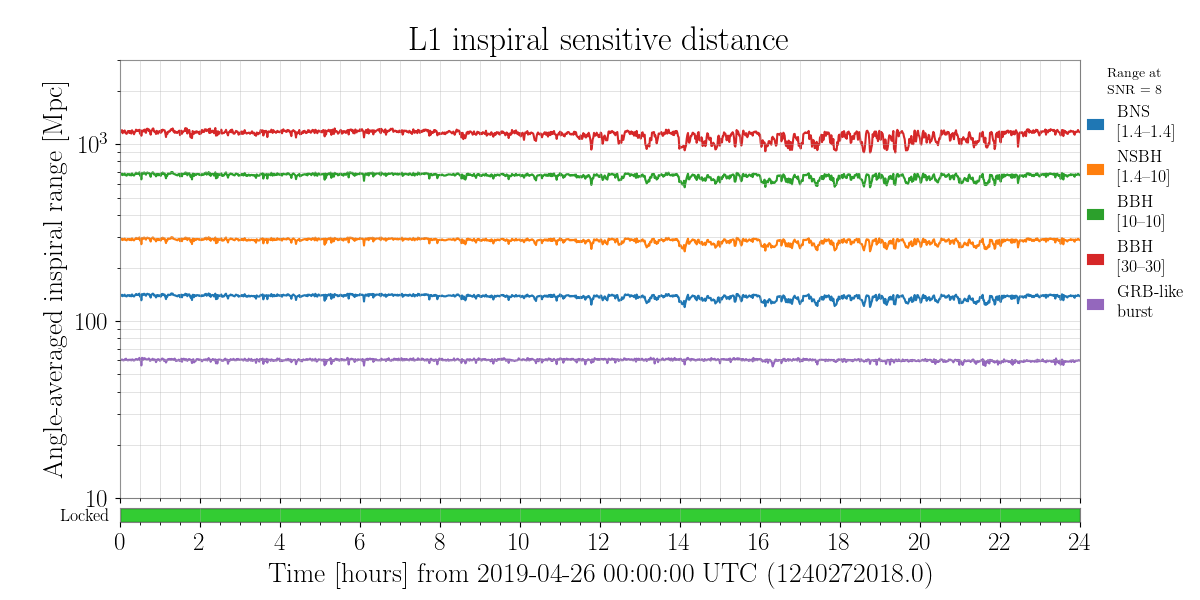 L1 inspiral sensitive distance
Angle-averaged inspiral range [Mpc]
10³
100
10
Range at
SNR = 8
BNS
[1.4–1.4]
NSBH
[1.4–10]
BBH
[10–10]
BBH
[30–30]
GRB-like
burst
Locked
0 2 4 6 8 10 12 14 16 18 20 22 24
Time [hours] from 2019-04-26 00:00:00 UTC (1240272018.0)